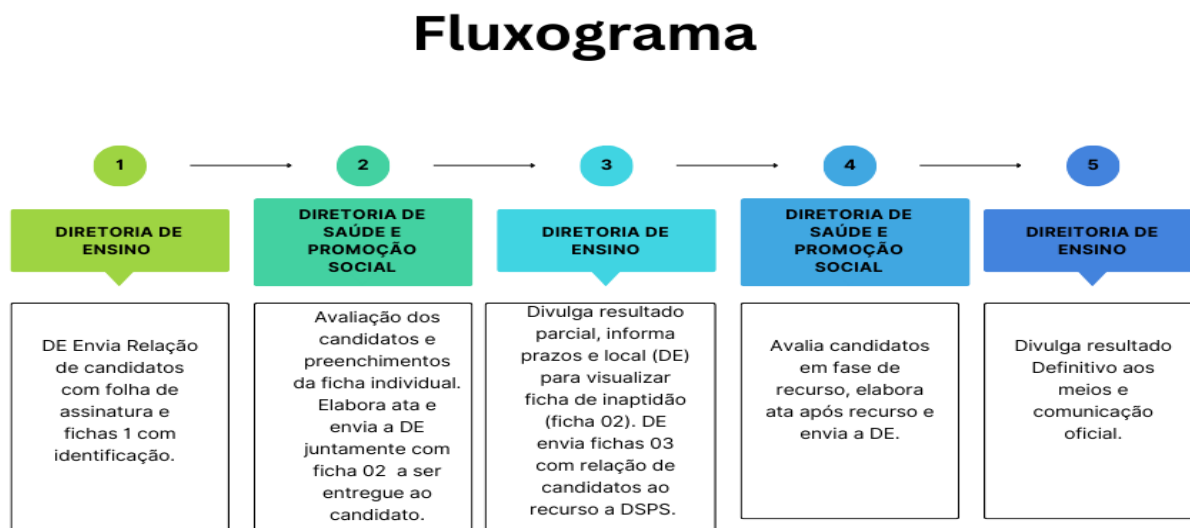 Fluxograma
1
2
3
4
5
DIRETORIA DE
ENSINO
DIRETORIA DE
SAÚDE E
PROMOÇÃO
SOCIAL
DIRETORIA DE
ENSINO
DIRETORIA DE
SAÚDE E
PROMOÇÃO
SOCIAL
DIREITORIA DE
ENSINO
DE Envia Relação
de candidatos
com folha de
assinatura e
fichas 1 com
identificação.
Avaliação dos
candidatos e
preenchimentos
da ficha individual.
Elabora ata e
envia a DE
juntamente com
ficha 02 a ser
entregue ao
candidato.
Divulga resultado
parcial, informa
prazos e local (DE)
para visualizar
ficha de inaptidão
(ficha 02). DE
envia fichas 03
com relação de
candidatos ao
recurso a DSPS.
Avalia candidatos
em fase de
recurso, elabora
ata após recurso e
envia a DE.
Divulga resultado
Definitivo aos
meios e
comunicação
oficial.